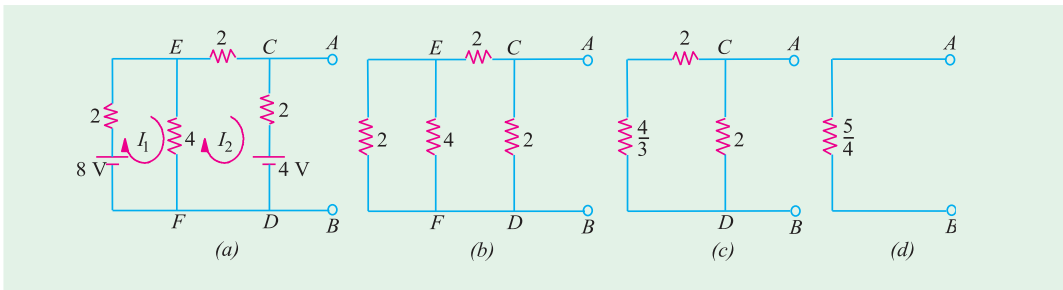 E 2 C A
2 I₁ 4 I₂ 2
8 V 4 V
F D B
(a)
E 2 C A
2 4 2
F D B
(b)
2 C A
4/3 2
D B
(c)
A
5/4
B
(d)